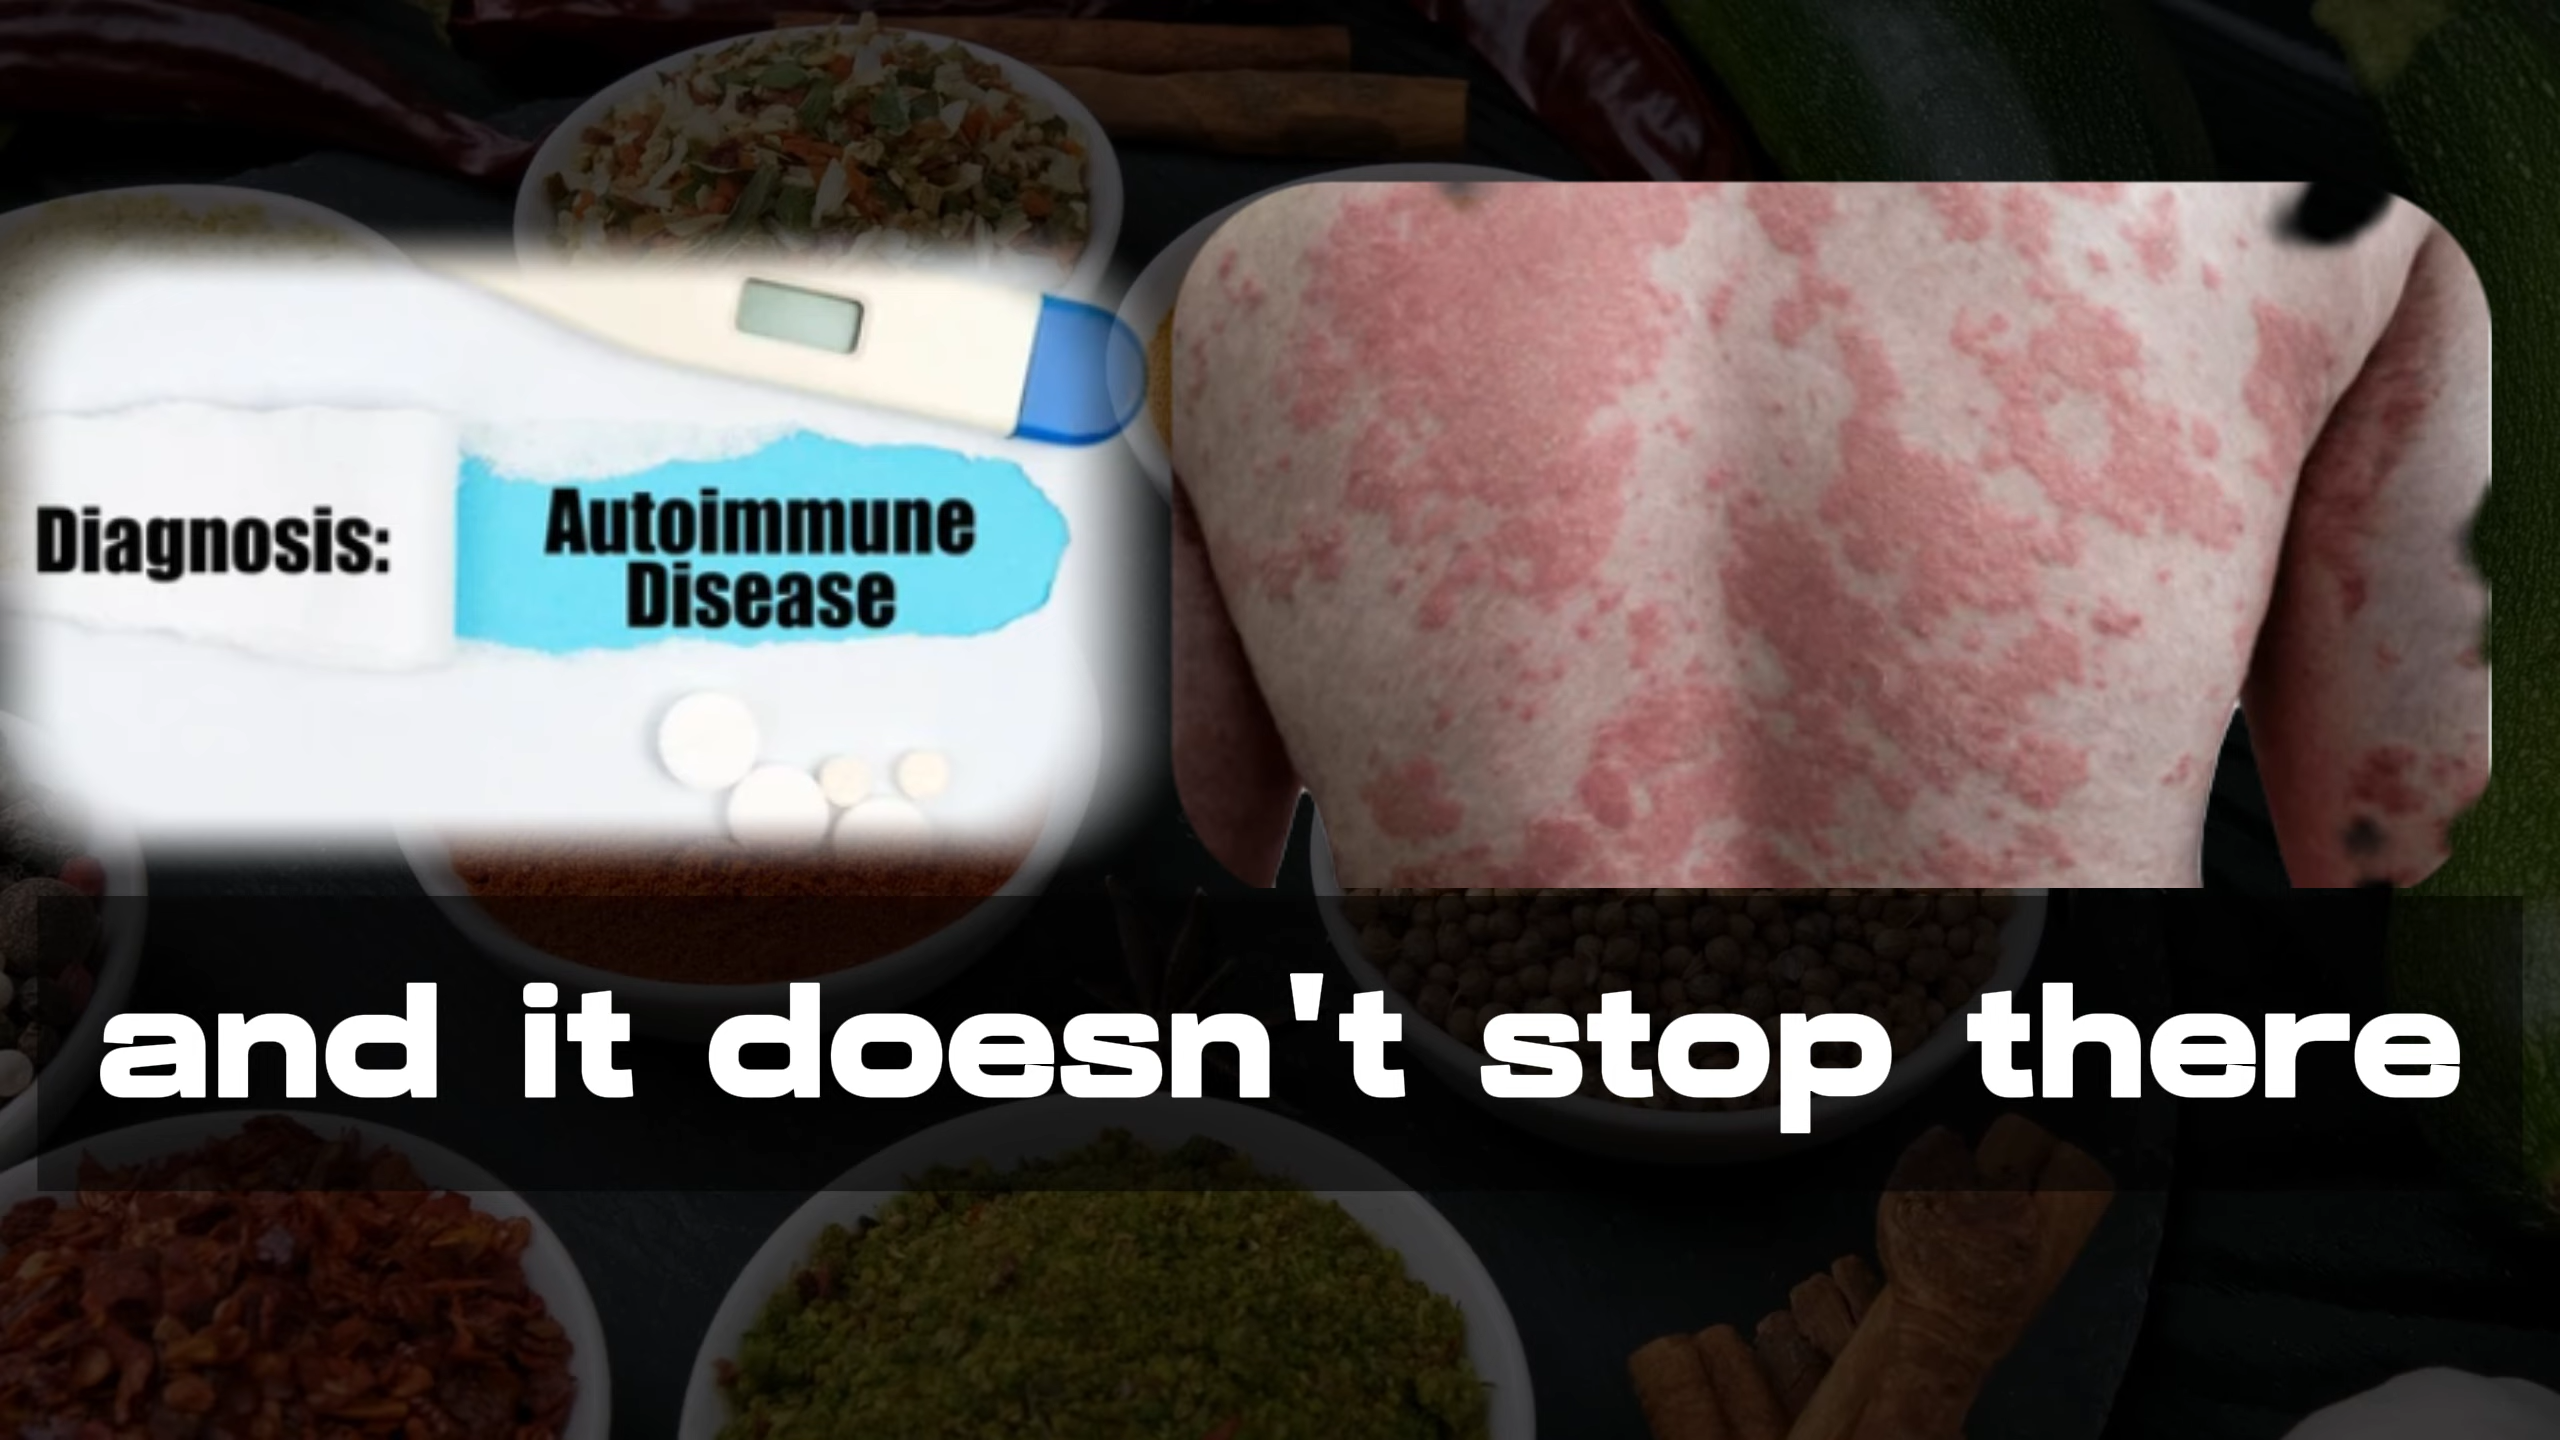 Diagnosis:
Autoimmune
Disease
and it doesn't stop there